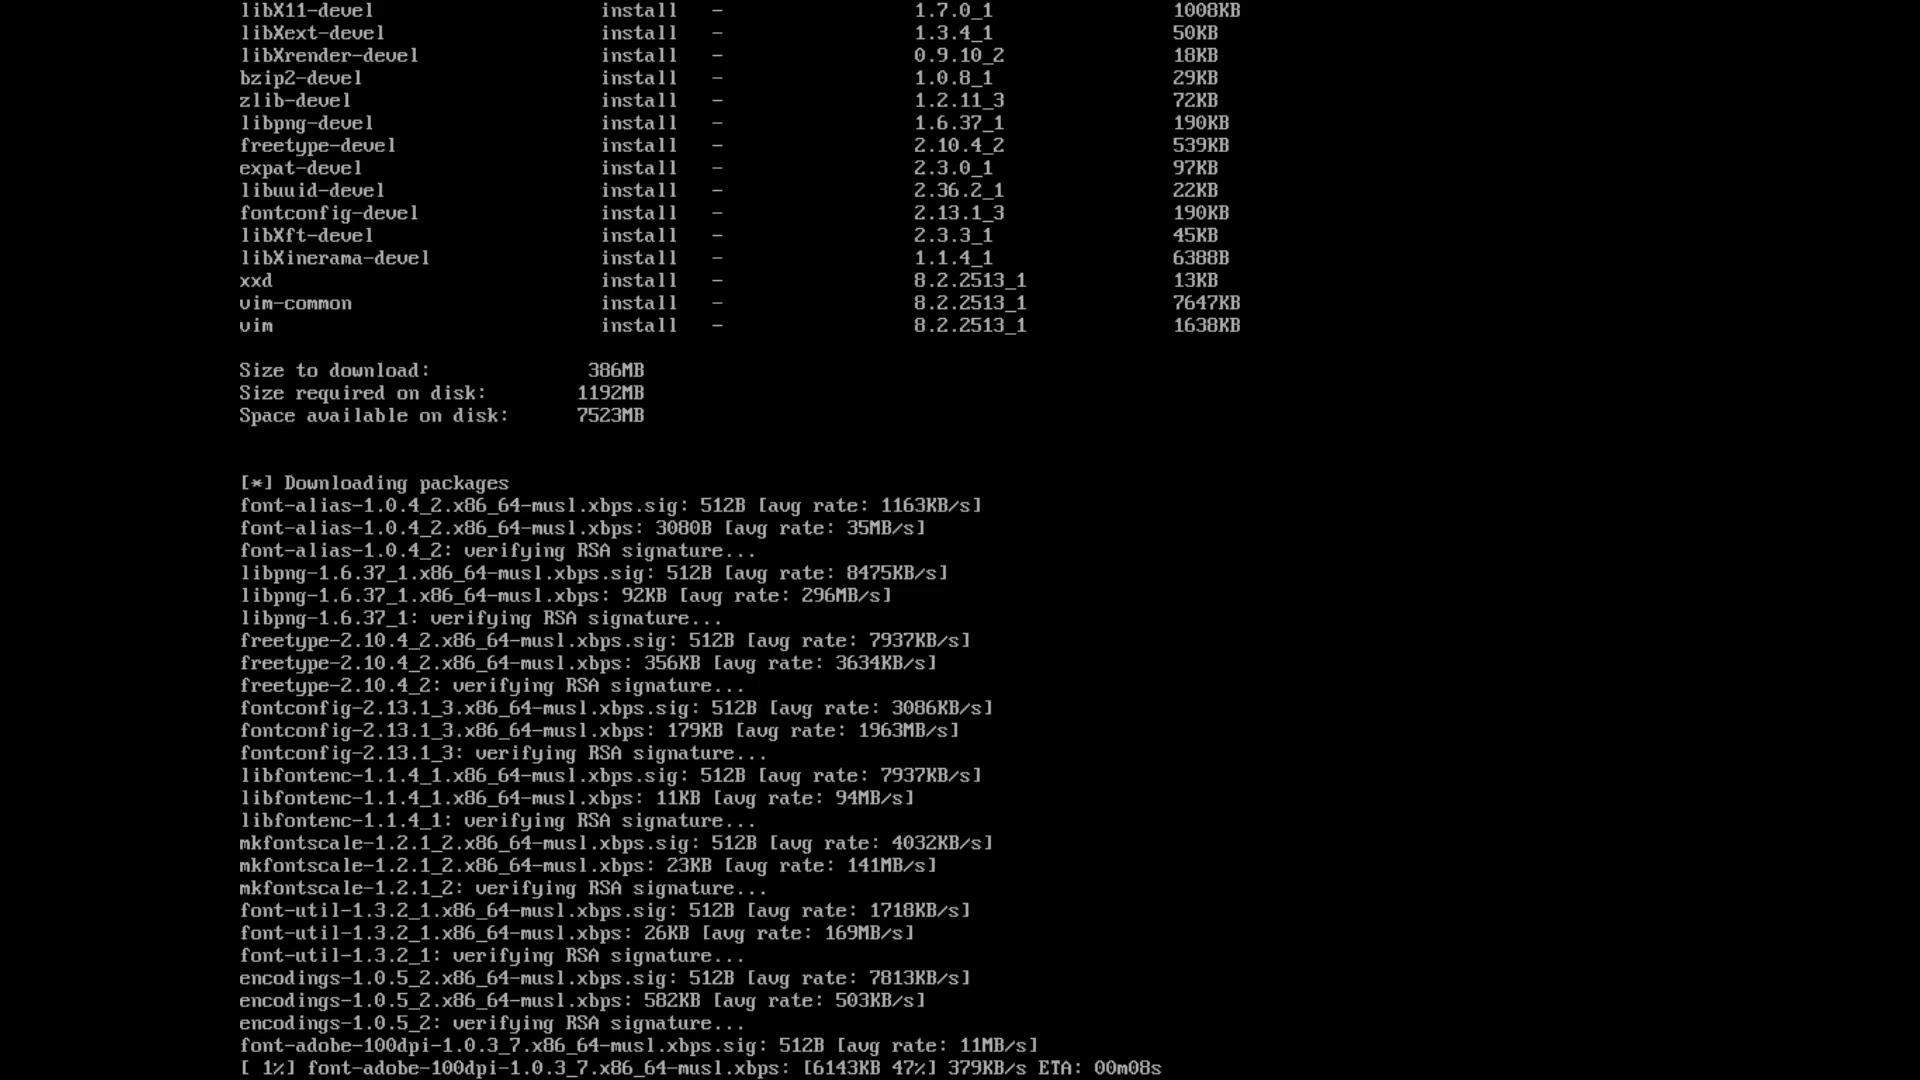 libX11-devel install - 1.7.0_1 1008KB
libXext-devel install - 1.3.4_1 50KB
libXrender-devel install - 0.9.10_2 18KB
bzip2-devel install - 1.0.8_1 29KB
zlib-devel install - 1.2.11_3 72KB
libpng-devel install - 1.6.37_1 190KB
freetype-devel install - 2.10.4_2 539KB
expat-devel install - 2.3.0_1 97KB
libuuid-devel install - 2.36.2_1 22KB
fontconfig-devel install - 2.13.1_3 190KB
libXft-devel install - 2.3.3_1 45KB
libXinerama-devel install - 1.1.4_1 6388B
xxd install - 8.2.2513_1 13KB
vim-common install - 8.2.2513_1 7647KB
vim install - 8.2.2513_1 1638KB
Size to download: 386MB
Size required on disk: 1192MB
Space available on disk: 7523MB
[*] Downloading packages
font-alias-1.0.4_2.x86_64-musl.xbps.sig: 512B [avg rate: 1163KB/s]
font-alias-1.0.4_2.x86_64-musl.xbps: 3080B [avg rate: 35MB/s]
font-alias-1.0.4_2: verifying RSA signature...
libpng-1.6.37_1.x86_64-musl.xbps.sig: 512B [avg rate: 8475KB/s]
libpng-1.6.37_1.x86_64-musl.xbps: 92KB [avg rate: 296MB/s]
libpng-1.6.37_1: verifying RSA signature...
freetype-2.10.4_2.x86_64-musl.xbps.sig: 512B [avg rate: 7937KB/s]
freetype-2.10.4_2.x86_64-musl.xbps: 356KB [avg rate: 3634KB/s]
freetype-2.10.4_2: verifying RSA signature...
fontconfig-2.13.1_3.x86_64-musl.xbps.sig: 512B [avg rate: 3086KB/s]
fontconfig-2.13.1_3.x86_64-musl.xbps: 179KB [avg rate: 1963MB/s]
fontconfig-2.13.1_3: verifying RSA signature...
libfontenc-1.1.4_1.x86_64-musl.xbps.sig: 512B [avg rate: 7937KB/s]
libfontenc-1.1.4_1.x86_64-musl.xbps: 11KB [avg rate: 94MB/s]
libfontenc-1.1.4_1: verifying RSA signature...
mkfontscale-1.2.1_2.x86_64-musl.xbps.sig: 512B [avg rate: 4032KB/s]
mkfontscale-1.2.1_2.x86_64-musl.xbps: 23KB [avg rate: 141MB/s]
mkfontscale-1.2.1_2: verifying RSA signature...
font-util-1.3.2_1.x86_64-musl.xbps.sig: 512B [avg rate: 1718KB/s]
font-util-1.3.2_1.x86_64-musl.xbps: 26KB [avg rate: 169MB/s]
font-util-1.3.2_1: verifying RSA signature...
encodings-1.0.5_2.x86_64-musl.xbps.sig: 512B [avg rate: 7813KB/s]
encodings-1.0.5_2.x86_64-musl.xbps: 582KB [avg rate: 503KB/s]
encodings-1.0.5_2: verifying RSA signature...
font-adobe-100dpi-1.0.3_7.x86_64-musl.xbps.sig: 512B [avg rate: 11MB/s]
[ 1%] font-adobe-100dpi-1.0.3_7.x86_64-musl.xbps: [6143KB 47%] 379KB/s ETA: 00m08s